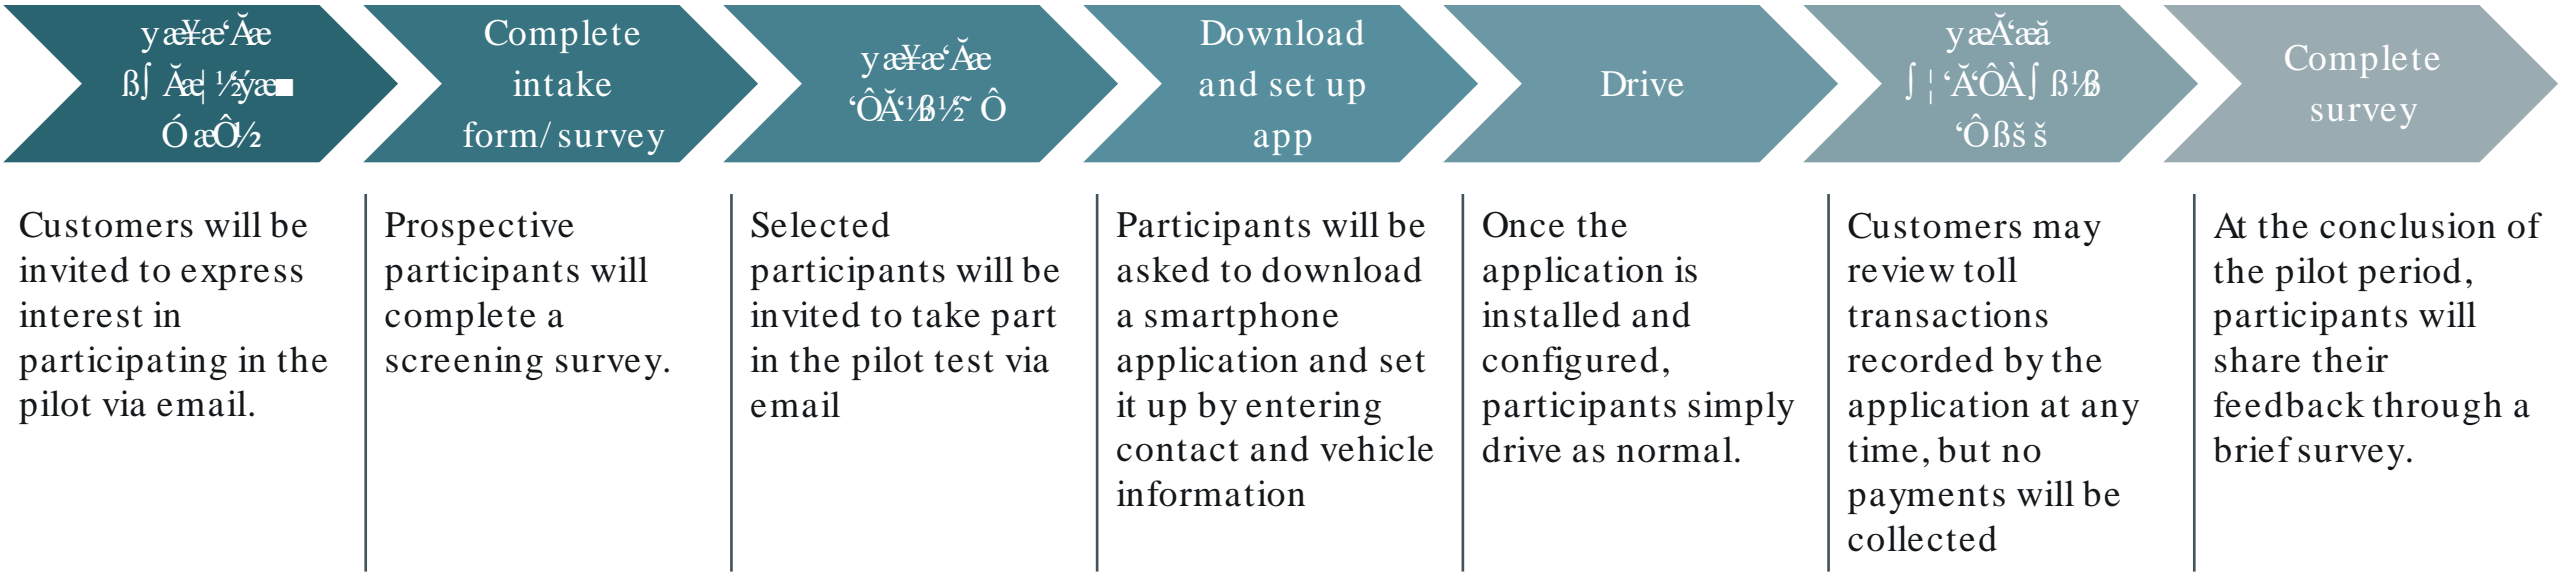 Complete
intake
form/survey
Download
and set up
app
Drive
Complete
survey
Customers will be
invited to express
interest in
participating in the
pilot via email.
Prospective
participants will
complete a
screening survey.
Selected
participants will be
invited to take part
in the pilot test via
email
Participants will be
asked to download
a smartphone
application and set
it up by entering
contact and vehicle
information
Once the
application is
installed and
configured,
participants simply
drive as normal.
Customers may
review toll
transactions
recorded by the
application at any
time, but no
payments will be
collected
At the conclusion of
the pilot period,
participants will
share their
feedback through a
brief survey.